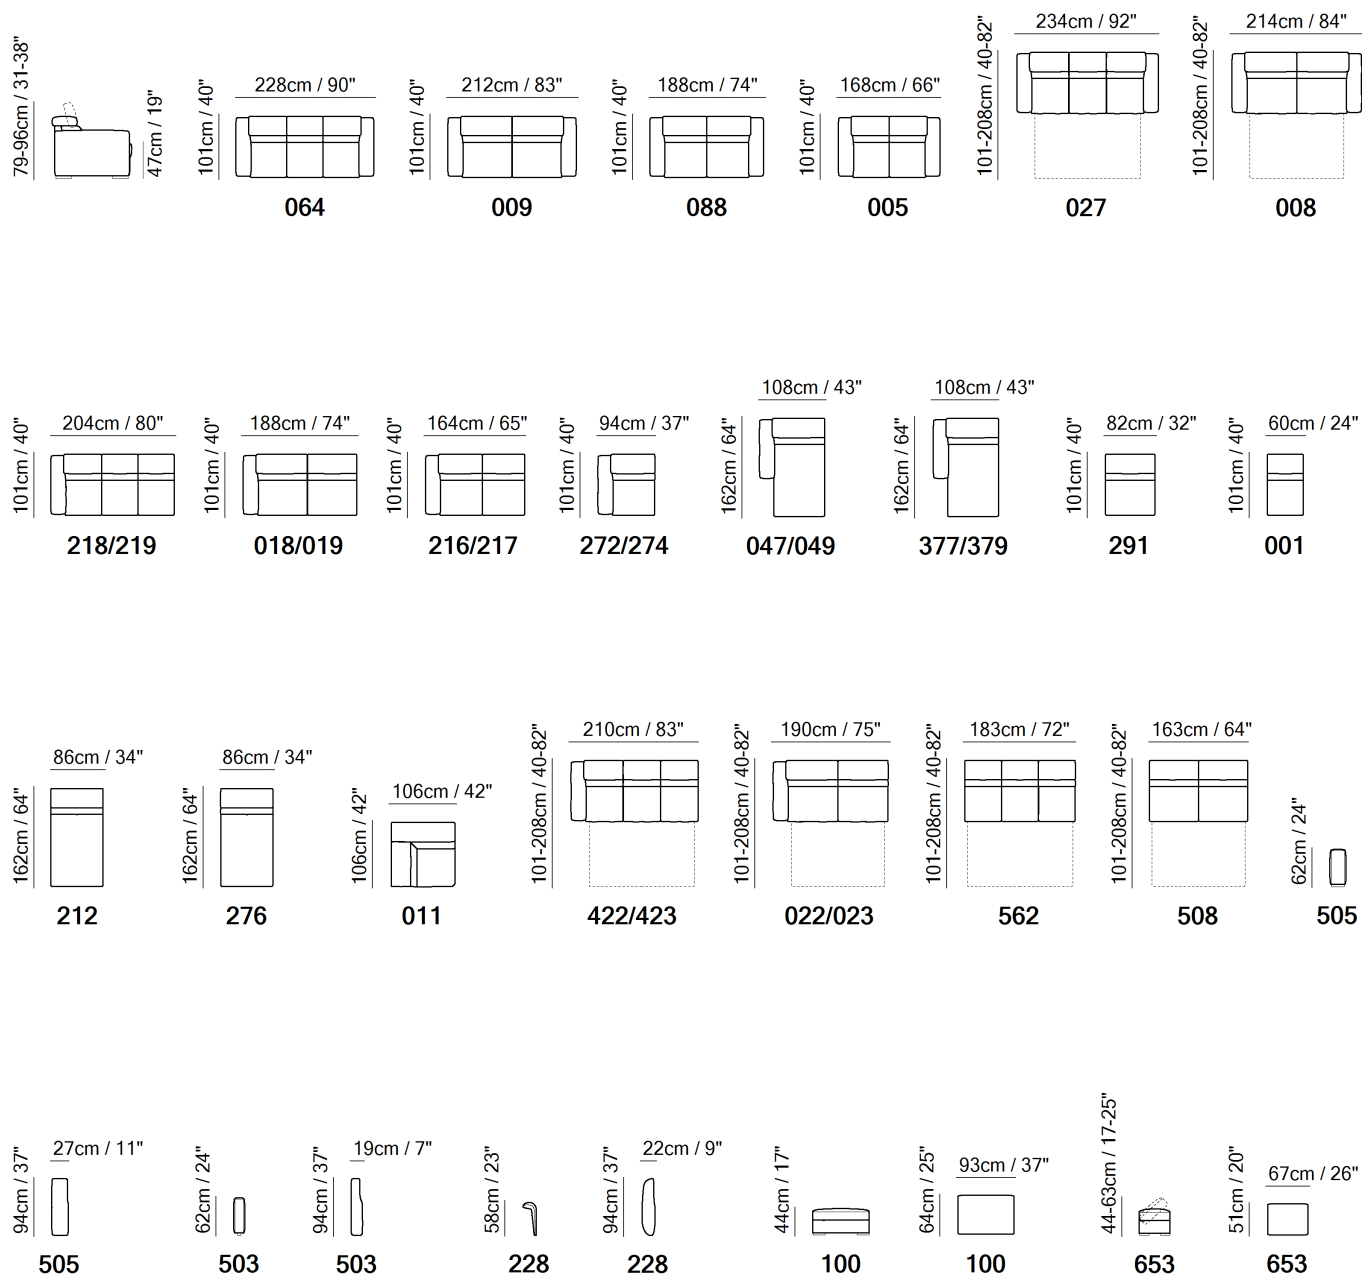 79-96cm / 31-38"
47cm / 19"
101cm / 40"
228cm / 90"
064
101cm / 40"
212cm / 83"
009
101cm / 40"
188cm / 74"
088
101cm / 40"
168cm / 66"
005
101-208cm / 40-82"
234cm / 92"
027
101-208cm / 40-82"
214cm / 84"
008
101cm / 40"
204cm / 80"
218/219
101cm / 40"
188cm / 74"
018/019
101cm / 40"
164cm / 65"
216/217
101cm / 40"
94cm / 37"
272/274
162cm / 64"
108cm / 43"
047/049
162cm / 64"
108cm / 43"
377/379
101cm / 40"
82cm / 32"
291
101cm / 40"
60cm / 24"
001
162cm / 64"
86cm / 34"
212
162cm / 64"
86cm / 34"
276
106cm / 42"
106cm / 42"
011
101-208cm / 40-82"
210cm / 83"
422/423
101-208cm / 40-82"
190cm / 75"
022/023
101-208cm / 40-82"
183cm / 72"
562
101-208cm / 40-82"
163cm / 64"
508
62cm / 24"
505
94cm / 37"
27cm / 11"
505
62cm / 24"
503
94cm / 37"
19cm / 7"
503
58cm / 23"
228
94cm / 37"
22cm / 9"
228
44cm / 17"
100
64cm / 25"
93cm / 37"
100
44-63cm / 17-25"
653
51cm / 20"
67cm / 26"
653